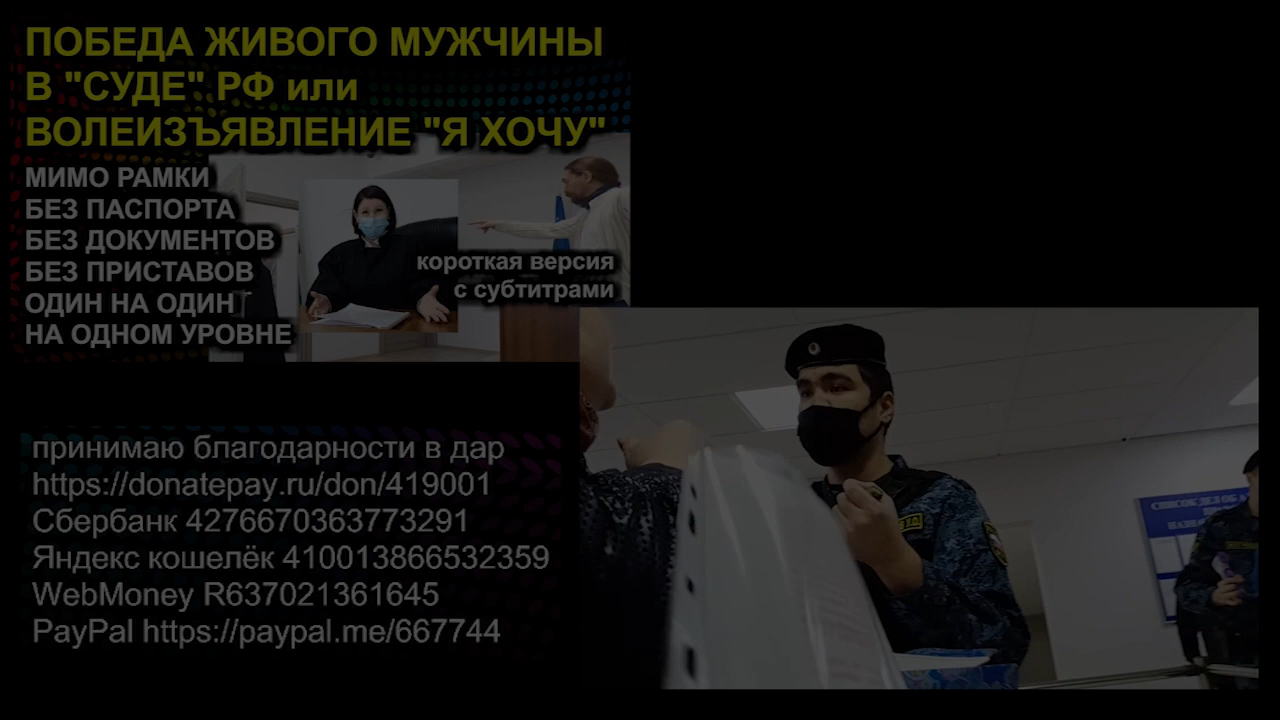 ПОБЕДА ЖИВОГО МУЖЧИНЫ
В "СУДЕ" РФ или
ВОЛЕИЗЪЯВЛЕНИЕ "Я ХОЧУ"
МИМО РАМКИ
БЕЗ ПАСПОРТА
БЕЗ ДОКУМЕНТОВ
БЕЗ ПРИСТАВОВ
ОДИН НА ОДИН
НА ОДНОМ УРОВНЕ
короткая версия
с субтитрами
принимаю благодарности в дар
https://donatepay.ru/don/419001
Сбербанк 4276670363773291
Яндекс кошелёк 410013866532359
WebMoney R637021361645
PayPal https://paypal.me/667744
СПИСОК ДЕЛ